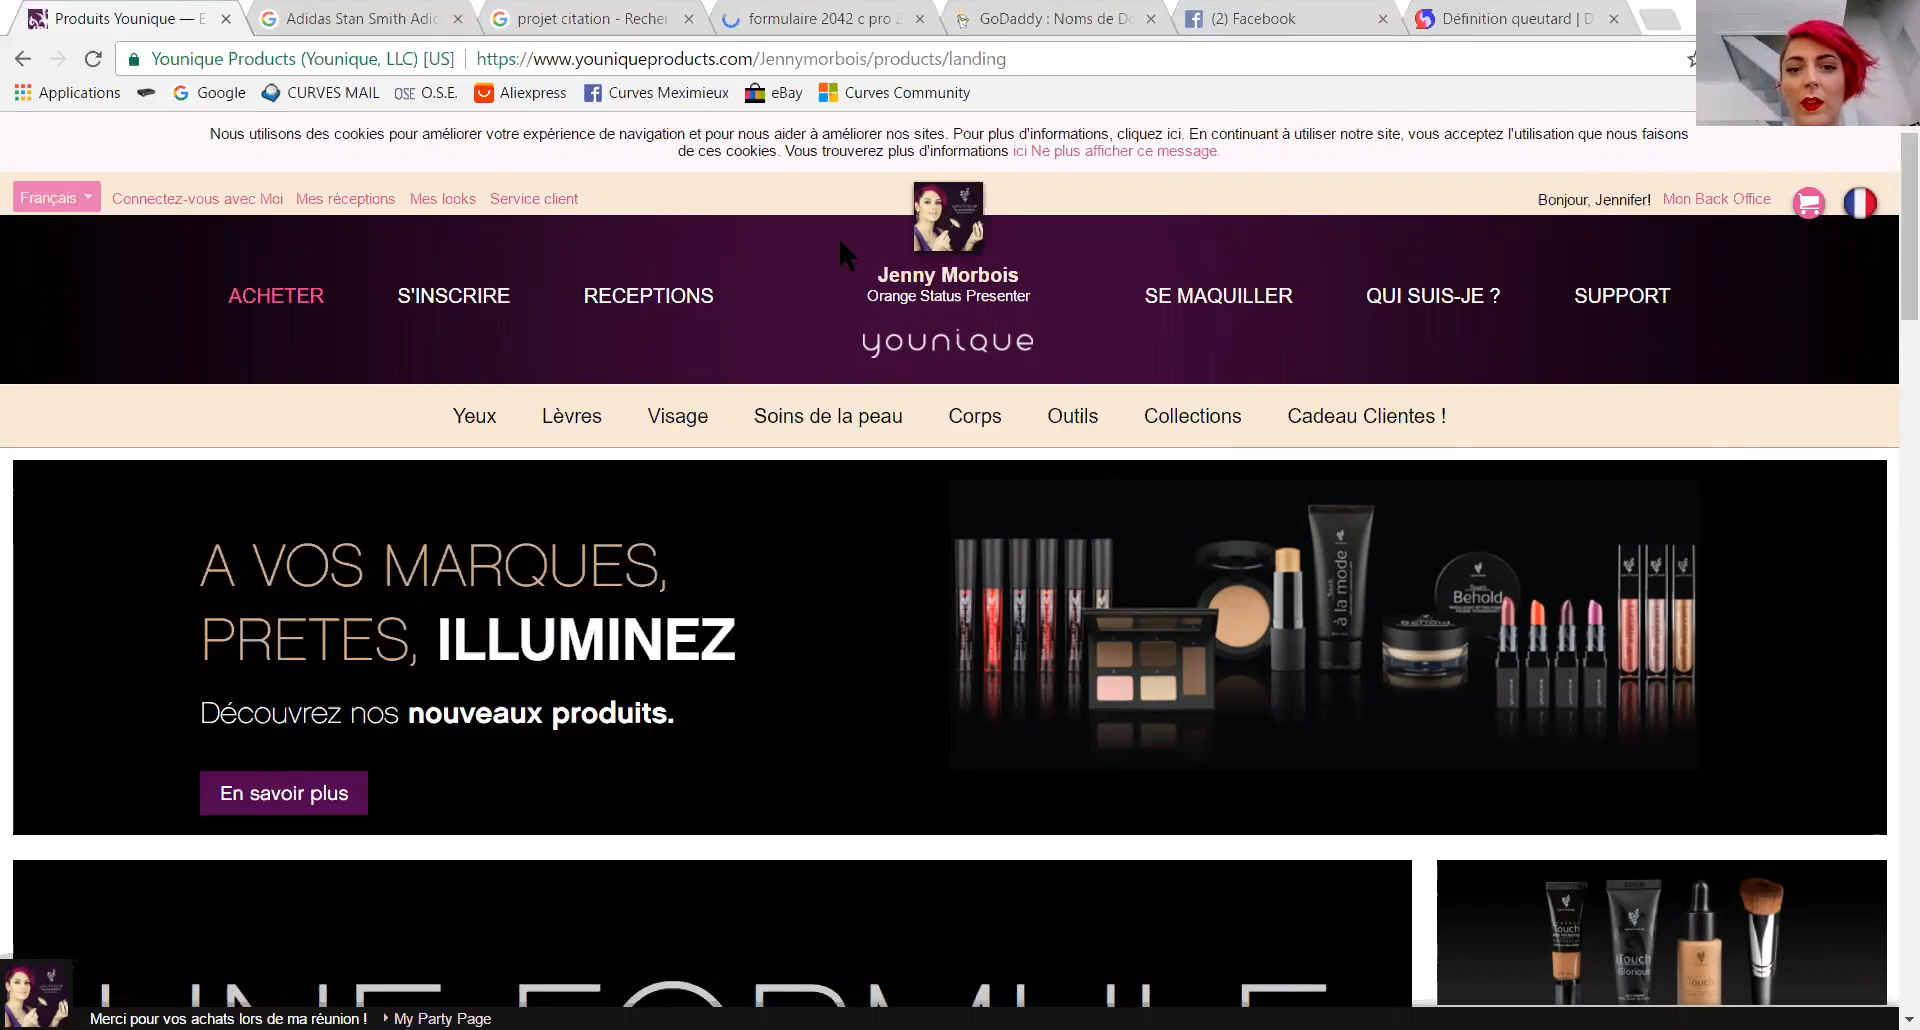 Produits Younique — E
Adidas Stan Smith Adic
projet citation - Recher
formulaire 2042 c pro 2
GoDaddy : Noms de Do
(2) Facebook
Définition queutard | D
Younique Products (Younique, LLC) [US] | https://www.youniqueproducts.com/Jennymorbois/products/landing
Applications
Google
CURVES MAIL
OSE O.S.E.
Aliexpress
Curves Meximieux
eBay
Curves Community
Nous utilisons des cookies pour améliorer votre expérience de navigation et pour nous aider à améliorer nos sites. Pour plus d'informations, cliquez ici. En continuant à utiliser notre site, vous acceptez l'utilisation que nous faisons
de ces cookies. Vous trouverez plus d'informations ici Ne plus afficher ce message.
Français
Connectez-vous avec Moi
Mes réceptions
Mes looks
Service client
Bonjour, Jennifer!
Mon Back Office
ACHETER
S'INSCRIRE
RECEPTIONS
Jenny Morbois
Orange Status Presenter
younique
SE MAQUILLER
QUI SUIS-JE ?
SUPPORT
Yeux
Lèvres
Visage
Soins de la peau
Corps
Outils
Collections
Cadeau Clientes !
A VOS MARQUES,
PRETES, ILLUMINEZ
Découvrez nos nouveaux produits.
En savoir plus
à la mode
Behold
UNE FORMULE
Touch
Touch
Glorious
Touch
Merci pour vos achats lors de ma réunion !
My Party Page